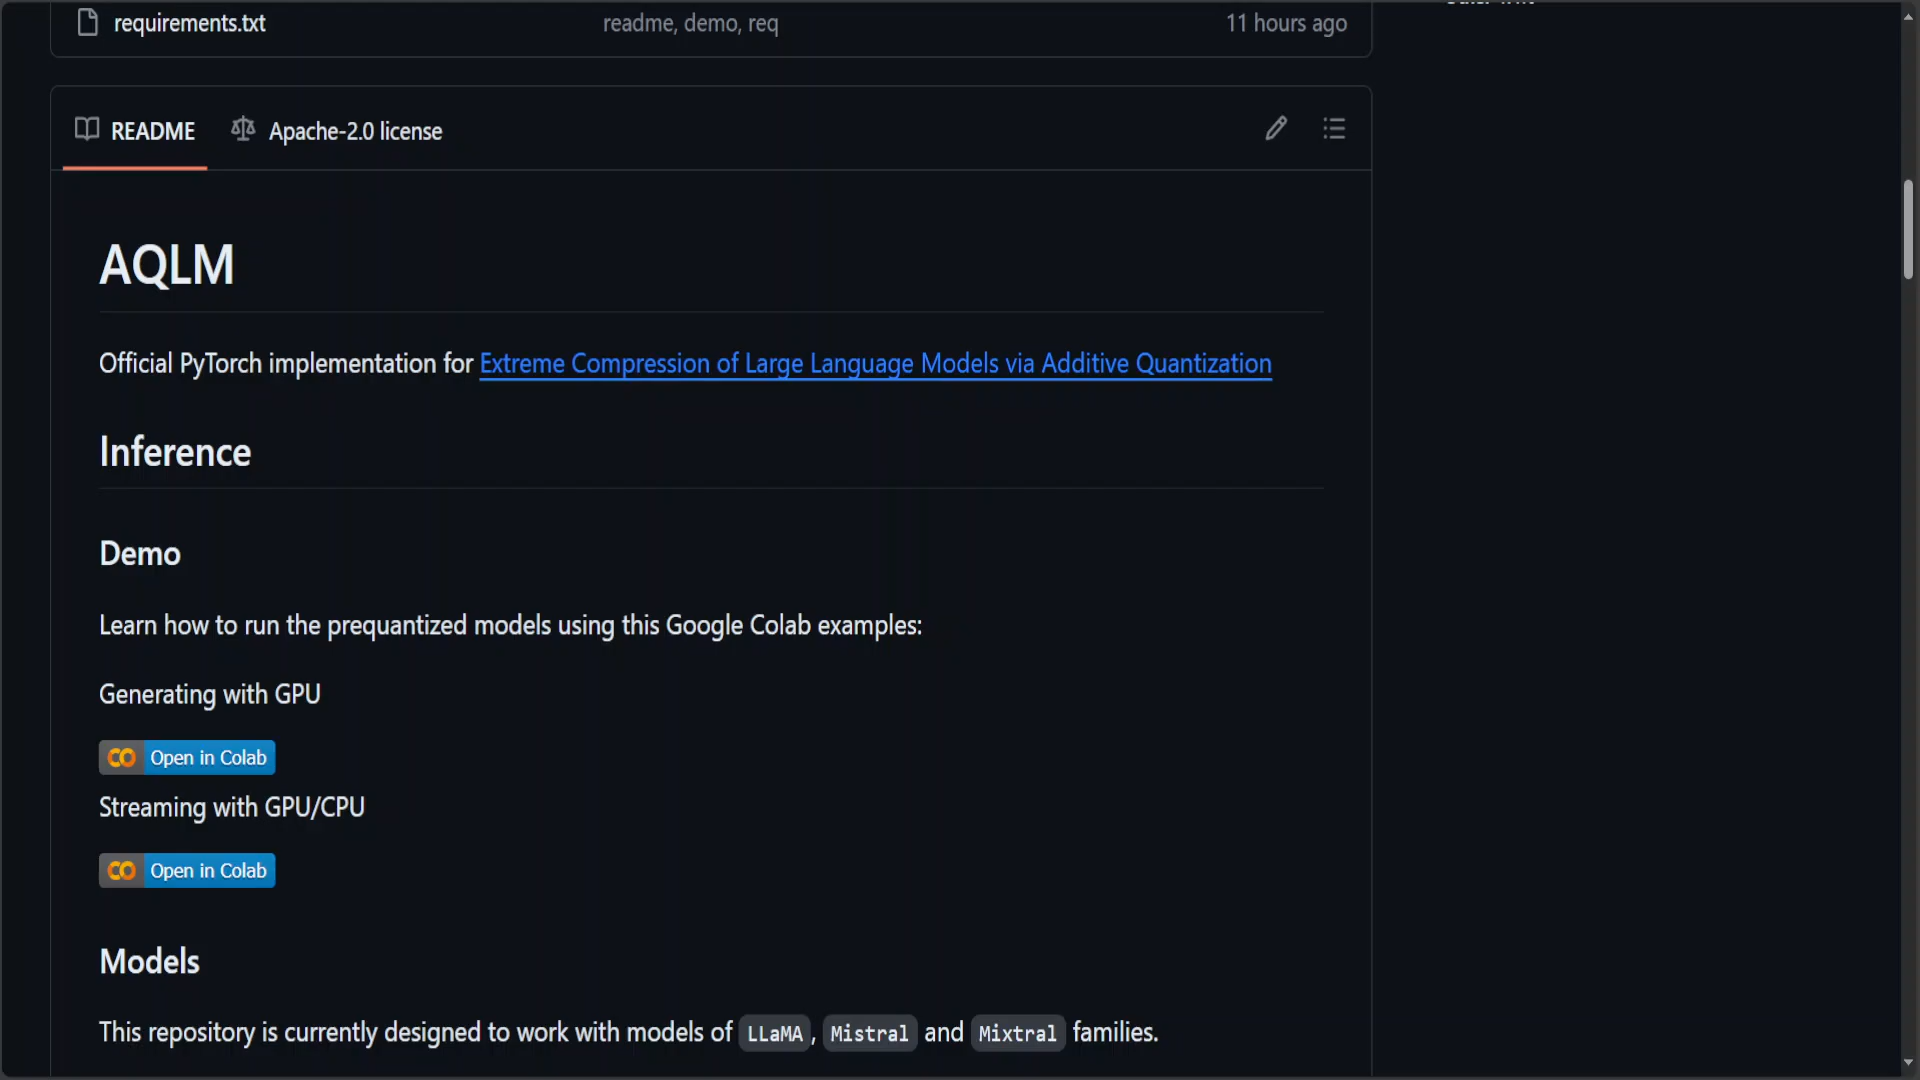 requirements.txt readme, demo, req 11 hours ago
README Apache-2.0 license
AQLM
Official PyTorch implementation for Extreme Compression of Large Language Models via Additive Quantization
Inference
Demo
Learn how to run the prequantized models using this Google Colab examples:
Generating with GPU
Open in Colab
Streaming with GPU/CPU
Open in Colab
Models
This repository is currently designed to work with models of LLaMA, Mistral and Mixtral families.